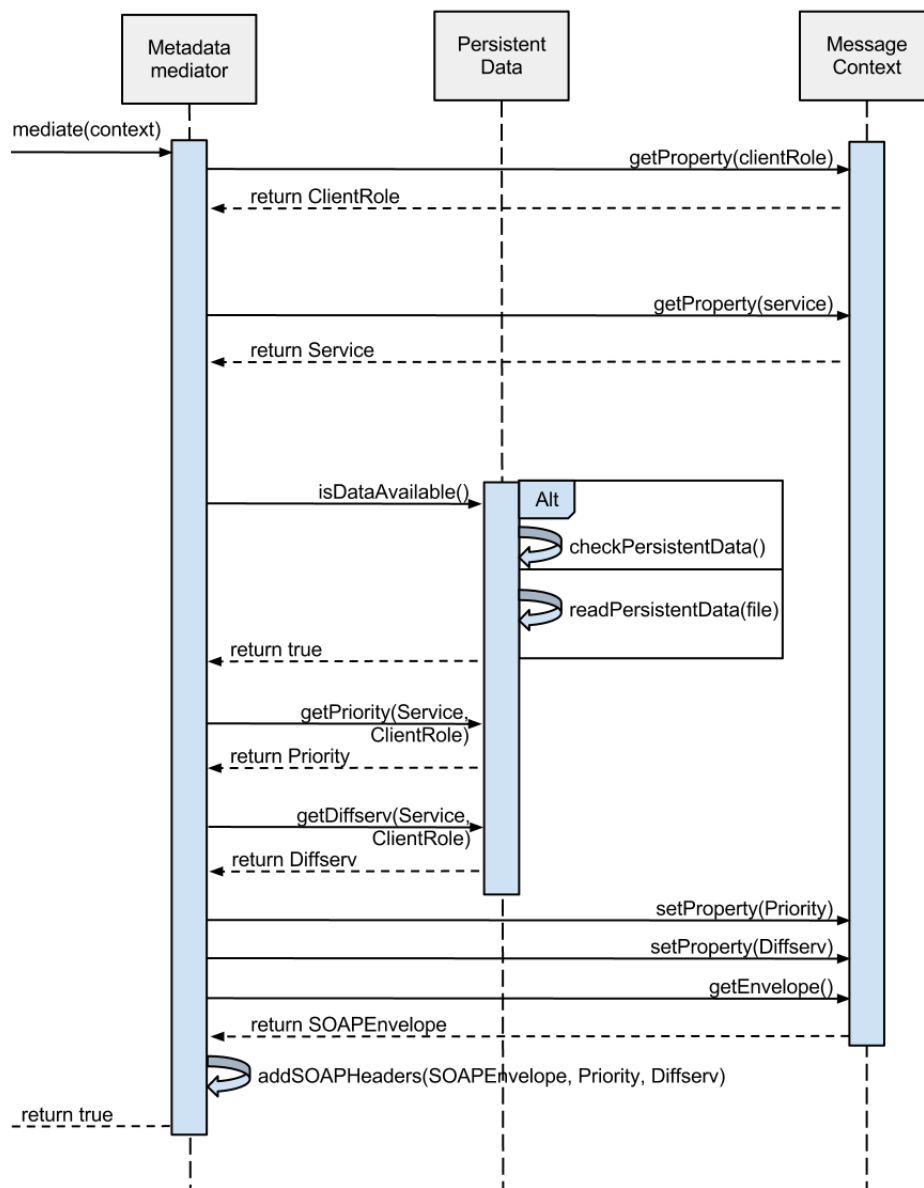 Metadata
mediator
Persistent
Data
Message
Context
mediate(context)
getProperty(clientRole)
return ClientRole
getProperty(service)
return Service
isDataAvailable()
Alt
checkPersistentData()
readPersistentData(file)
return true
getPriority(Service,
ClientRole)
return Priority
getDiffserv(Service,
ClientRole)
return Diffserv
setProperty(Priority)
setProperty(Diffserv)
getEnvelope()
return SOAPEnvelope
addSOAPHeaders(SOAPEnvelope, Priority, Diffserv)
return true